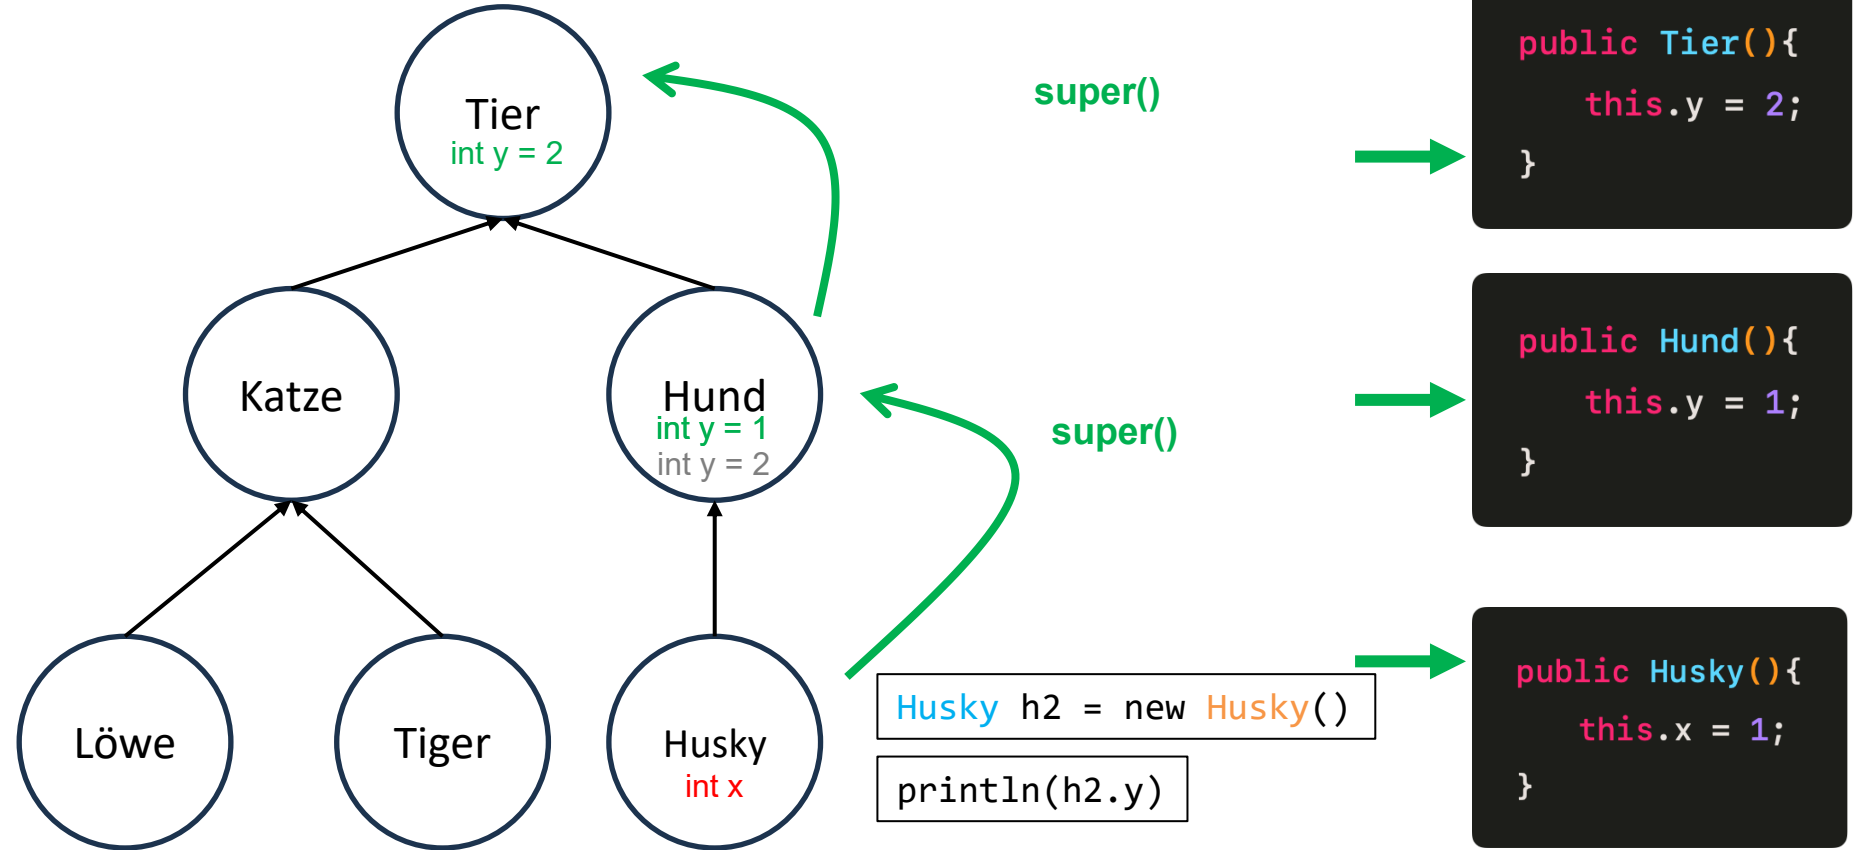 Tier
int y = 2
super()
public Tier(){
this.y = 2;
}
Katze
Hund
int y = 1
int y = 2
super()
public Hund(){
this.y = 1;
}
Löwe
Tiger
Husky
int x
Husky h2 = new Husky()
println(h2.y)
public Husky(){
this.x = 1;
}